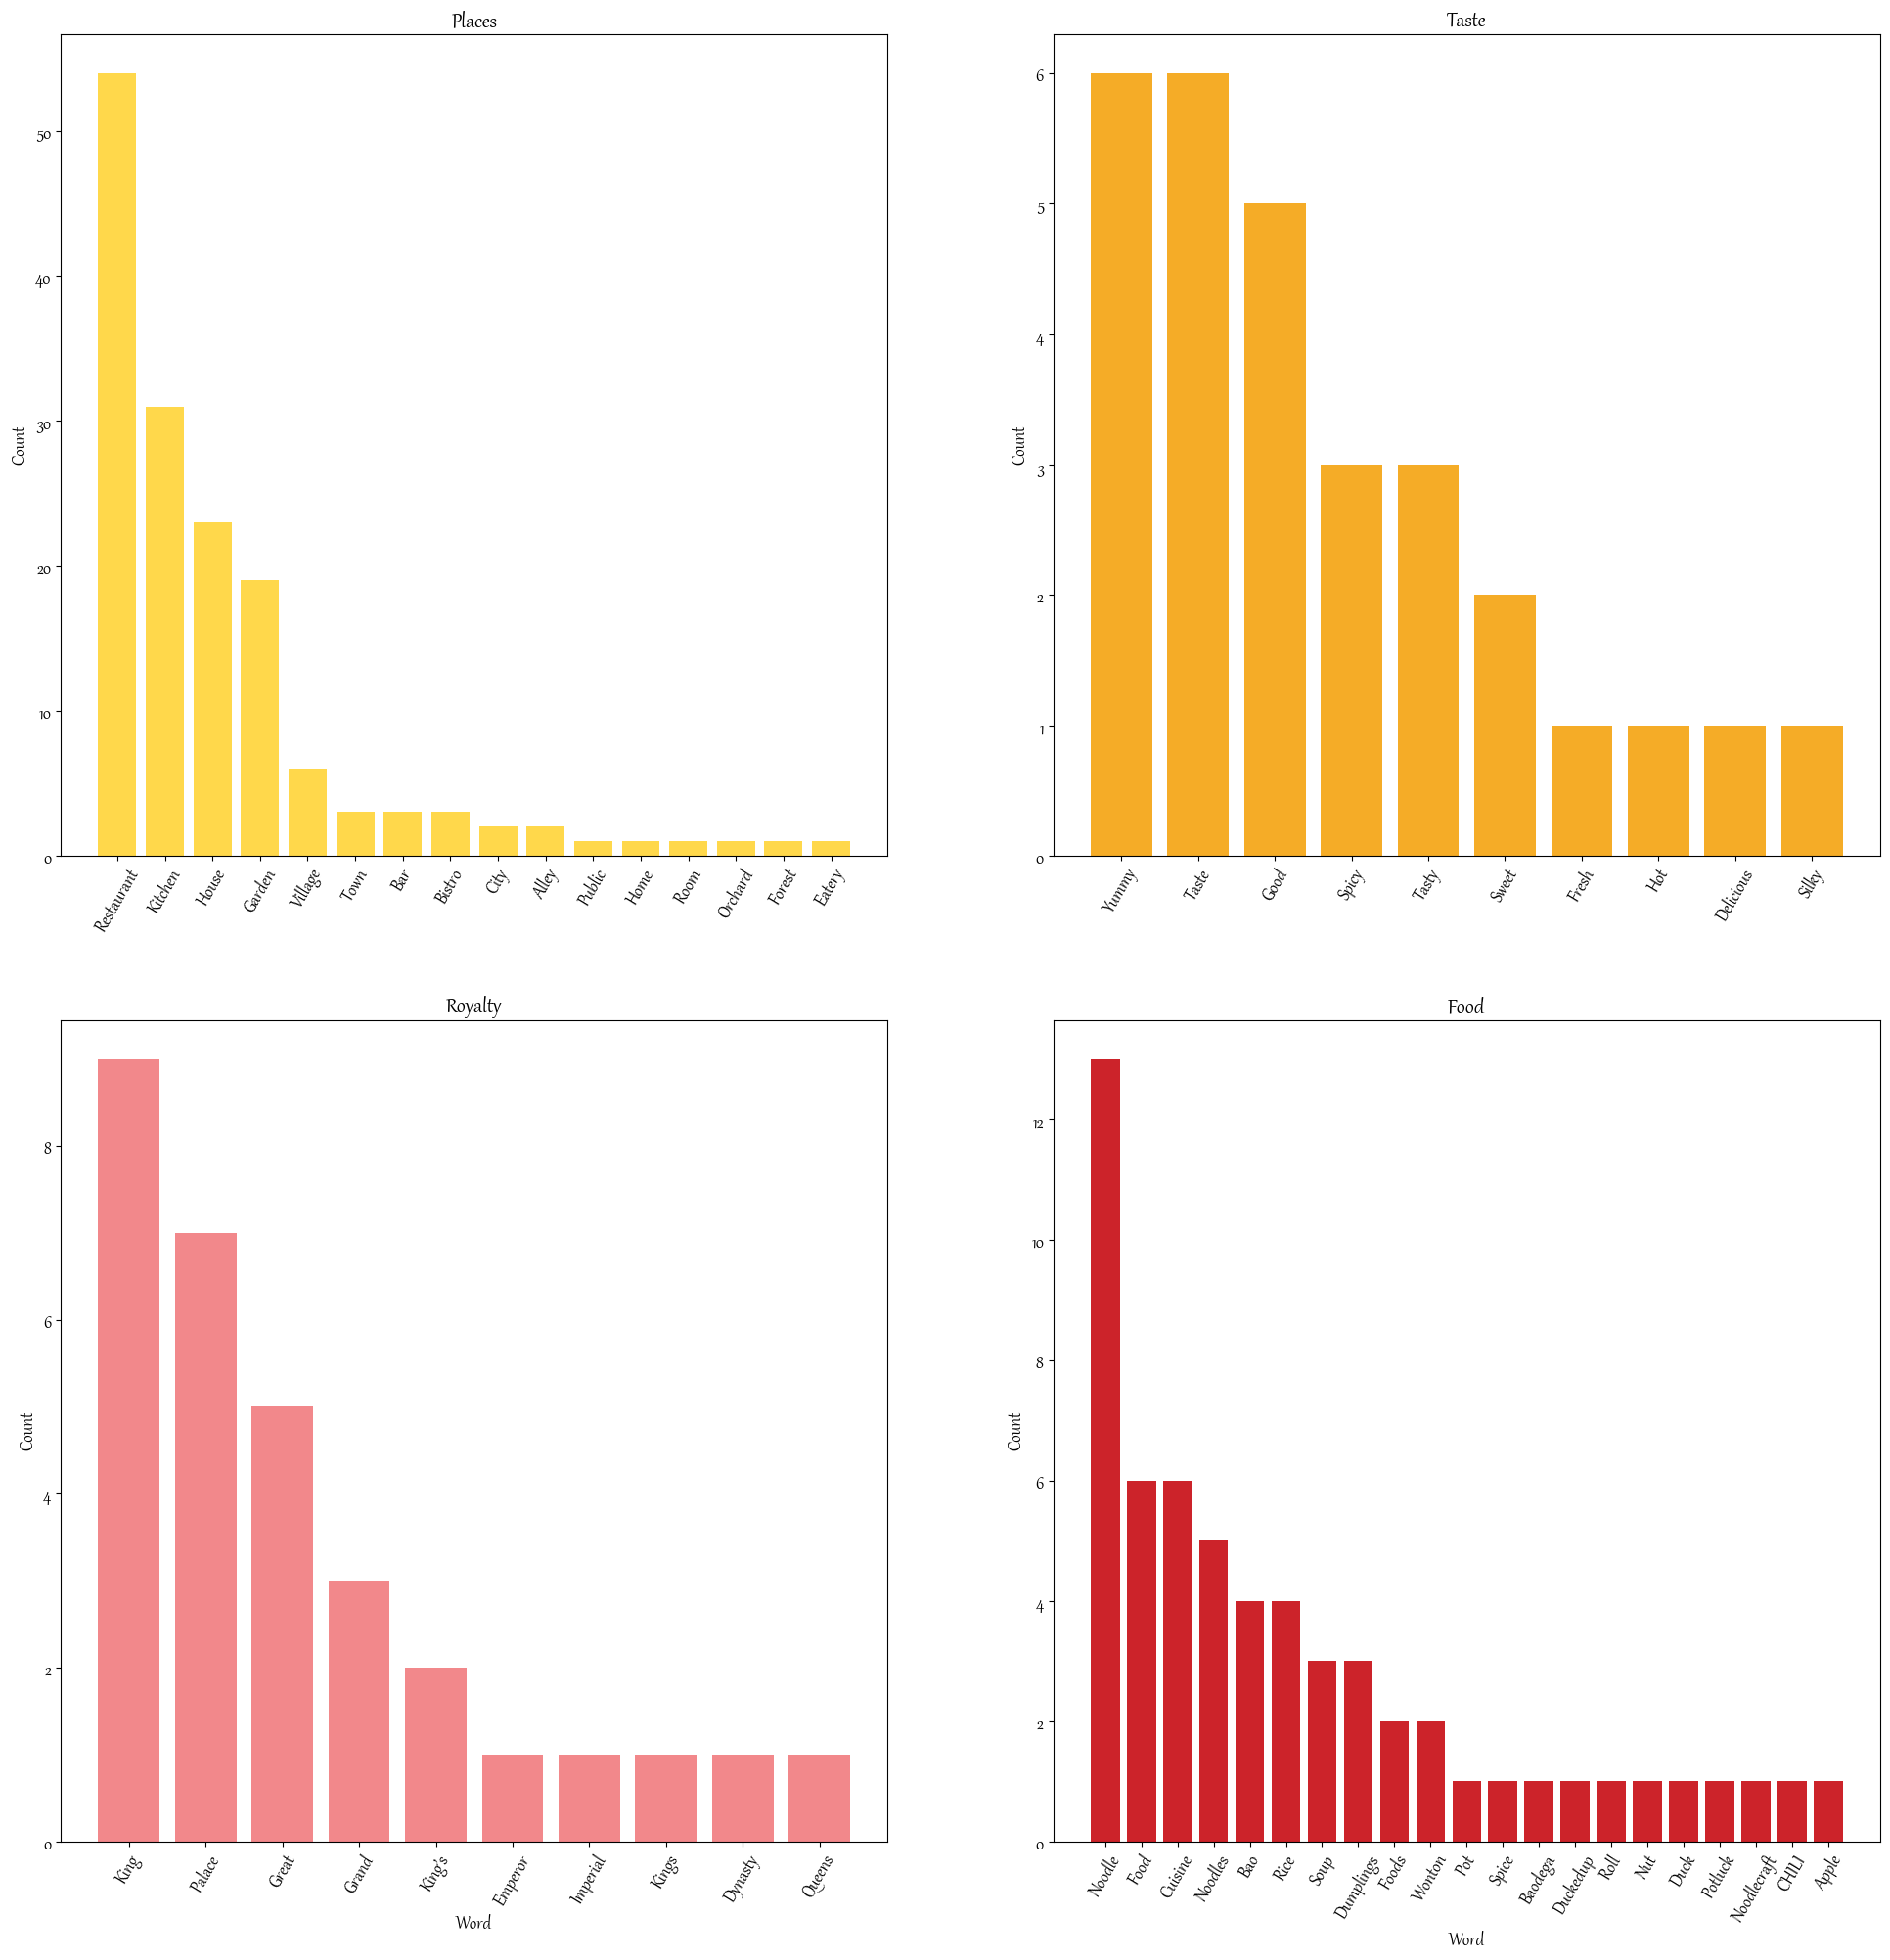 Places
Count
50
40
30
20
10
0
Restaurant
Kitchen
House
Garden
Village
Town
Bar
Bistro
City
Alley
Public
Home
Room
Orchard
Forest
Eatery
Taste
Count
6
5
4
3
2
1
0
Yummy
Taste
Good
Spicy
Tasty
Sweet
Fresh
Hot
Delicious
Silky
Royalty
Count
8
6
4
2
0
King
Palace
Great
Grand
King's
Emperor
Imperial
Kings
Dynasty
Queens
Word
Food
Count
12
10
8
6
4
2
0
Noodle
Food
Cuisine
Noodles
Bao
Rice
Soup
Dumplings
Foods
Wonton
Pot
Spice
Baodega
Duckedup
Roll
Nut
Duck
Potluck
Noodlecraft
CHILI
Apple
Word